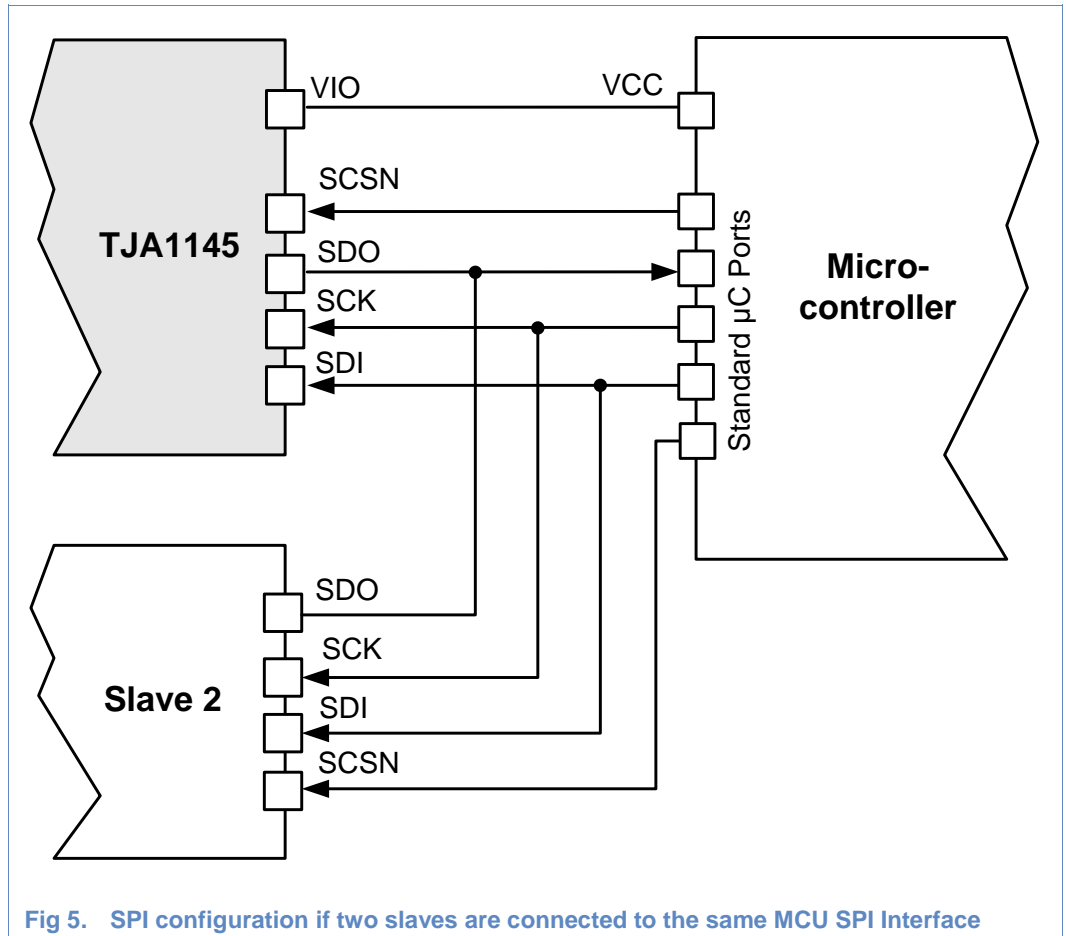 VIO
VCC
SCSN
TJA1145
SDO
SCK
SDI
Standard µC Ports
Micro-
controller
SDO
SCK
Slave 2
SDI
SCSN
Fig 5. SPI configuration if two slaves are connected to the same MCU SPI Interface